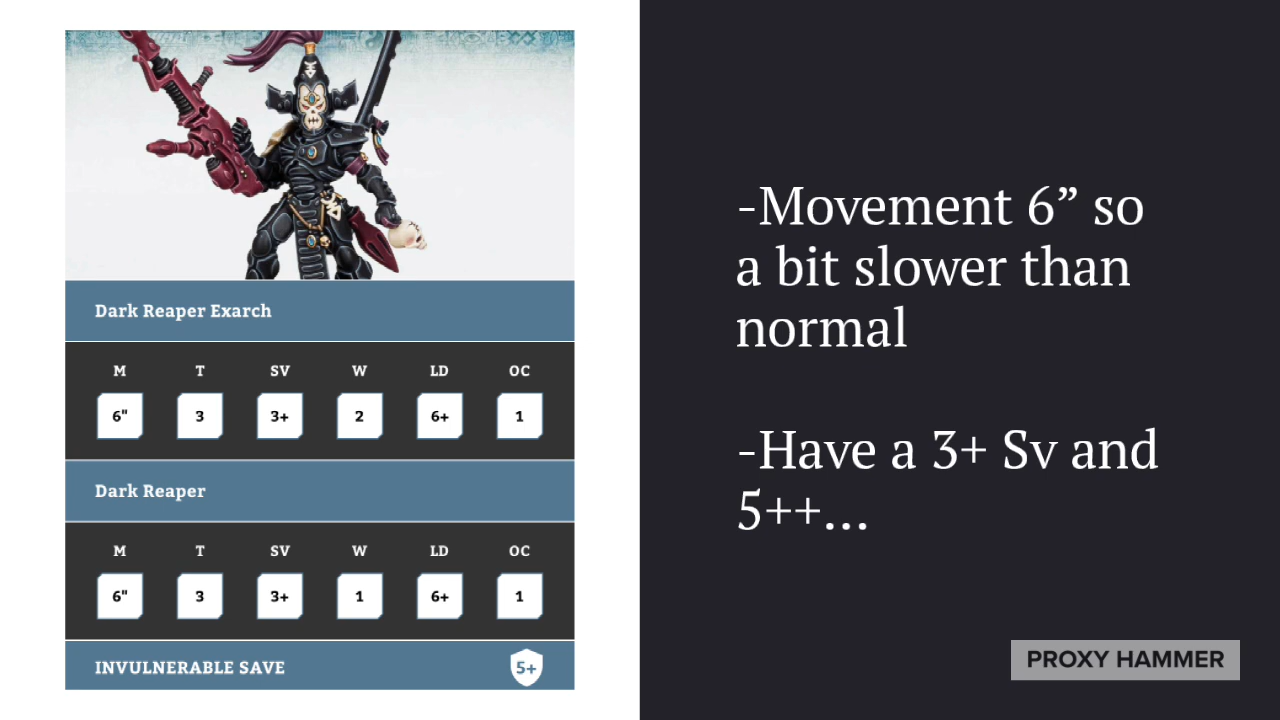 Dark Reaper Exarch
M T SV W LD OC
6" 3 3+ 2 6+ 1
Dark Reaper
M T SV W LD OC
6" 3 3+ 1 6+ 1
INVULNERABLE SAVE 5+
-Movement 6” so
a bit slower than
normal
-Have a 3+ Sv and
5++...
PROXY HAMMER